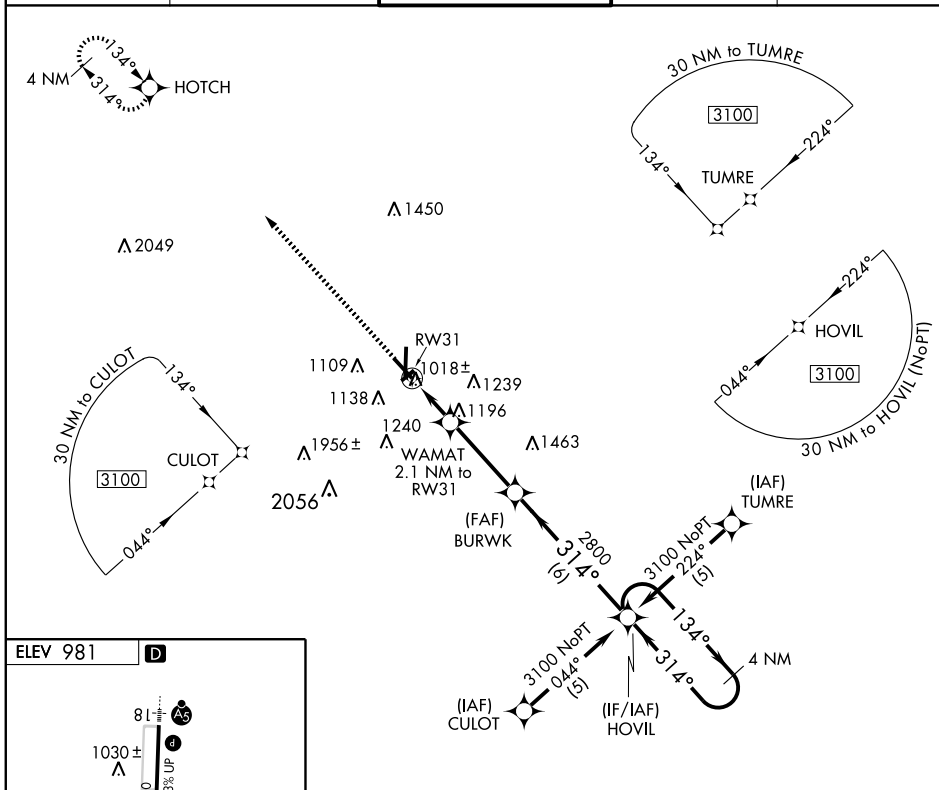 134°
314°
4 NM
HOTCH
30 NM to TUMRE
3100
134°
224°
TUMRE
1450
2049
224°
HOVIL
044°
3100
30 NM to HOVIL (NoPT)
RW31
1109
1018±
1239
1138
1196
1240
WAMAT
2.1 NM to
RW31
1463
1956±
2056
30 NM to CULOT
134°
CULOT
3100
044°
(FAF)
BURWK
(IAF)
TUMRE
2800
314°
(6)
3100 NoPT
224°
(5)
134°
314°
4 NM
3100 NoPT
044°
(5)
(IAF)
CULOT
(IF/IAF)
HOVIL
ELEV 981
D
18
A5
1030±
P
% UP